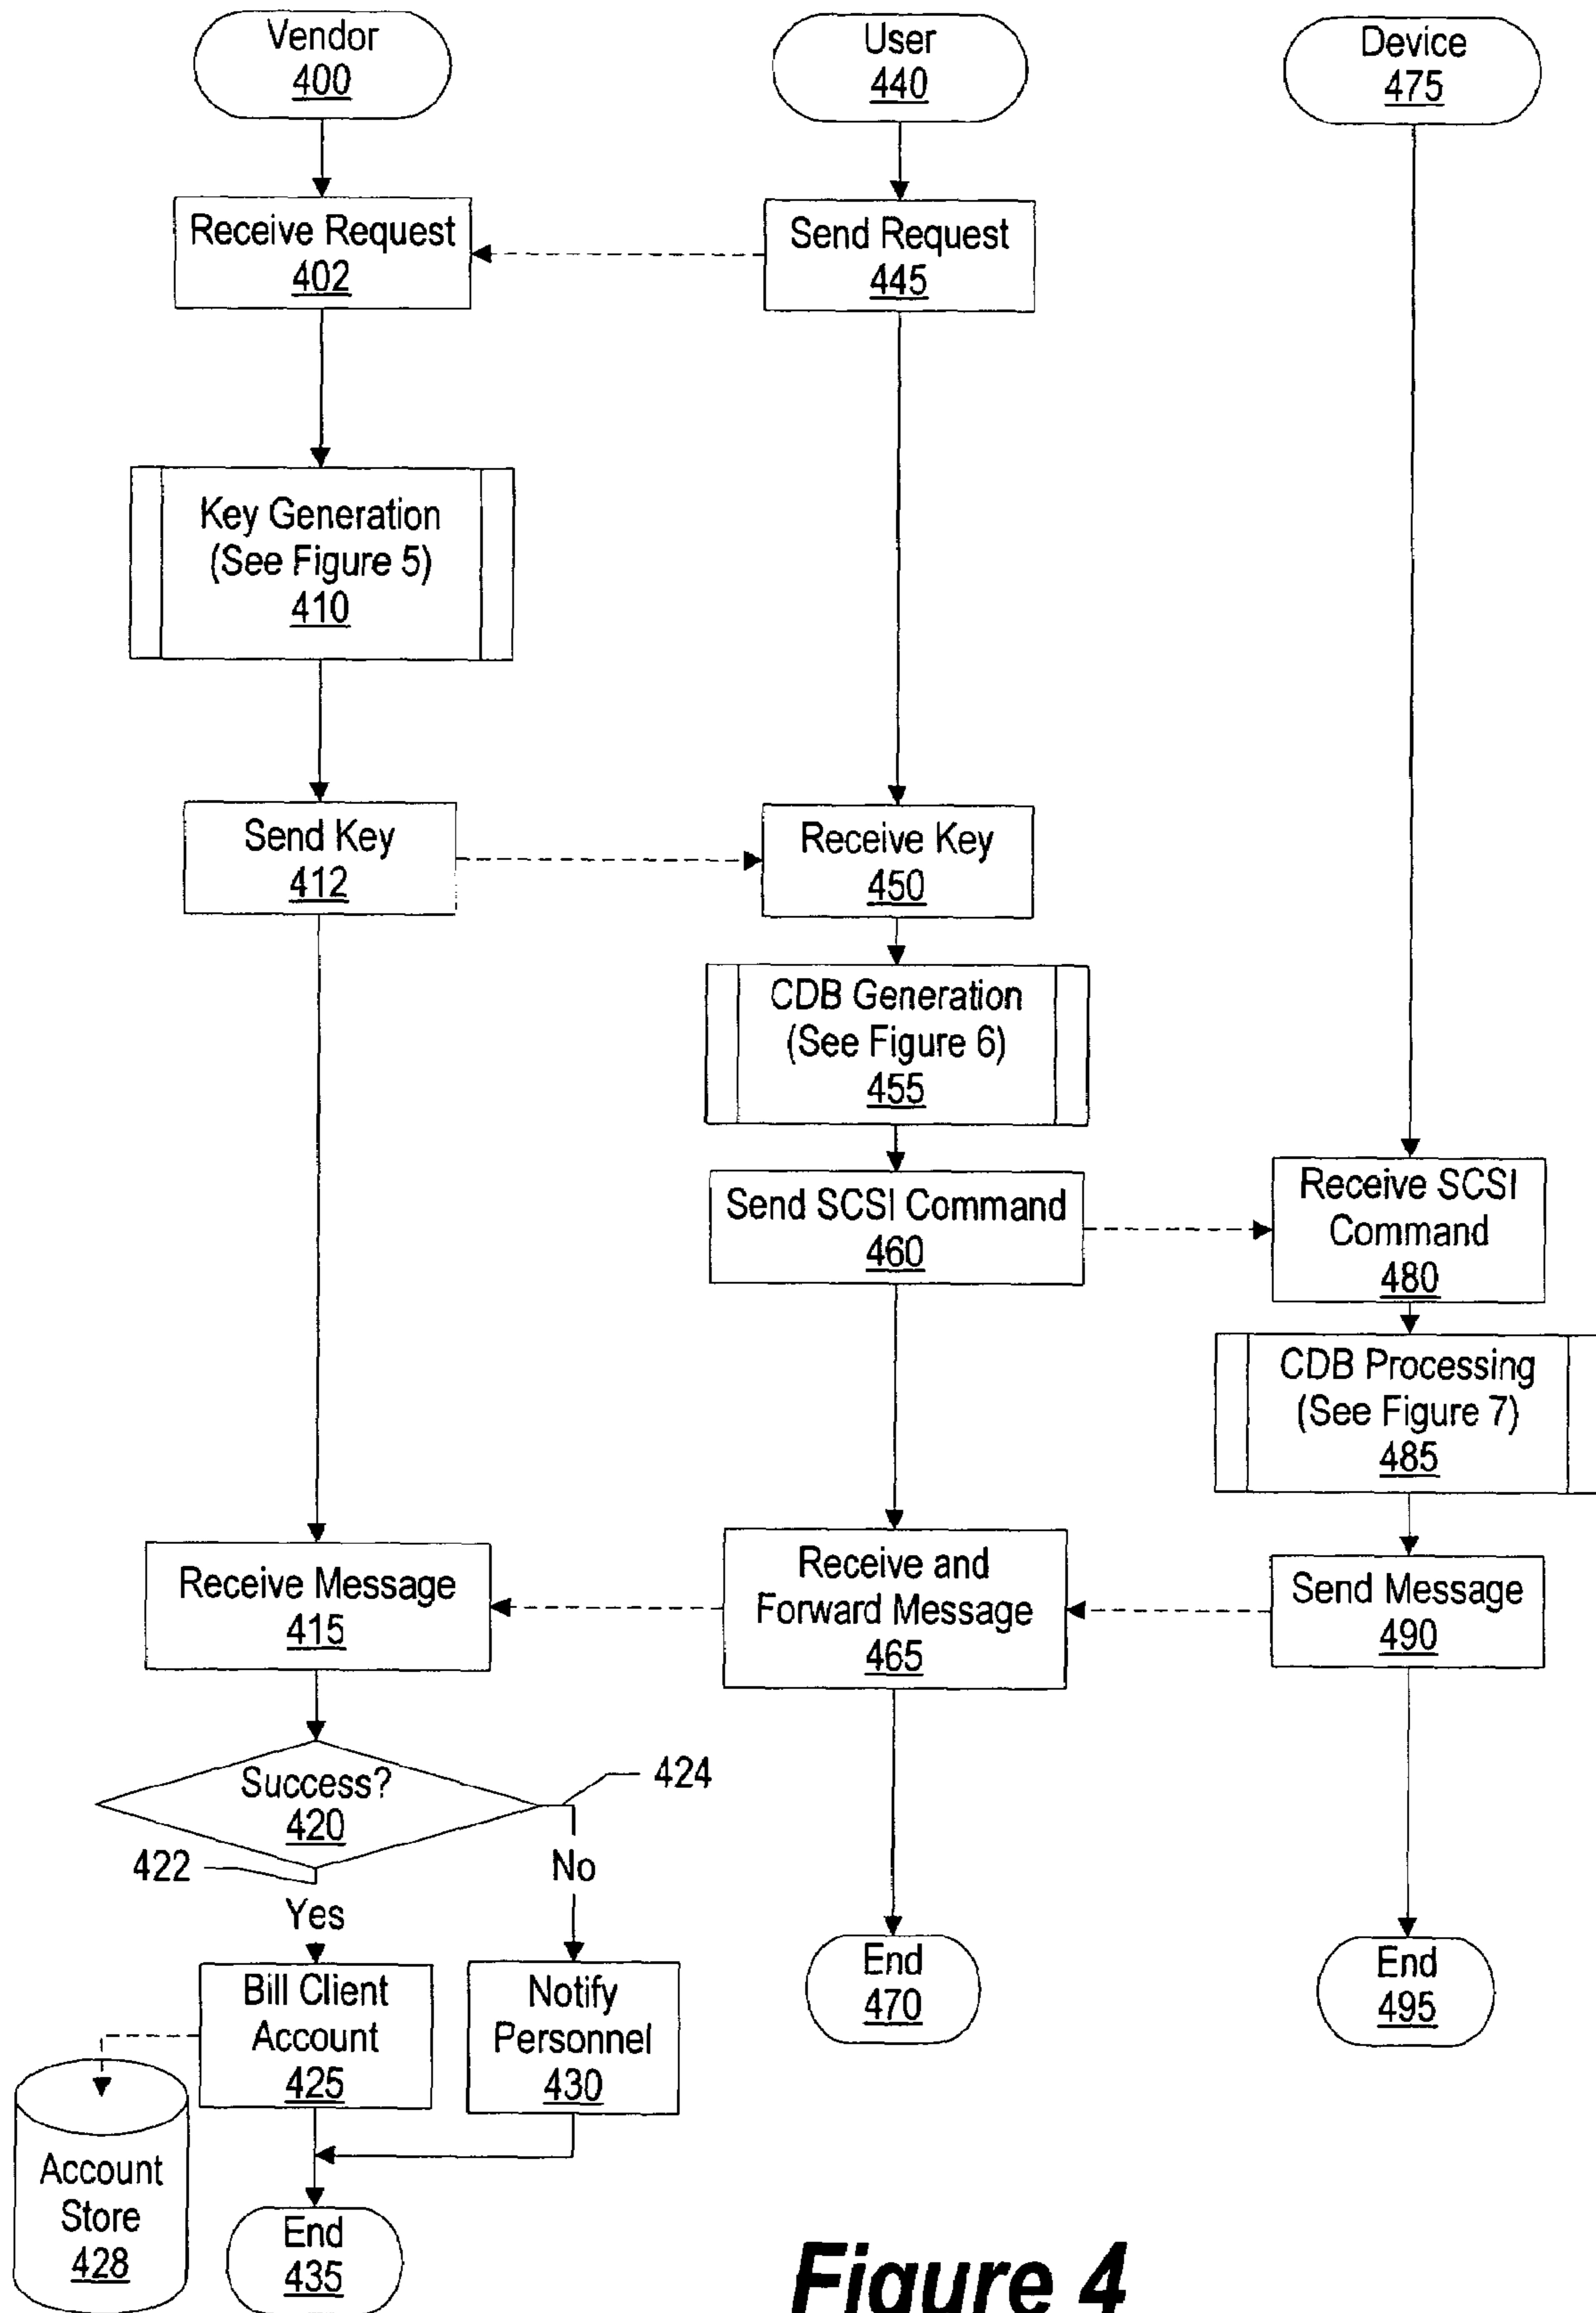 Vendor
400
User
440
Device
475
Receive Request
402
Send Request
445
Key Generation
(See Figure 5)
410
Send Key
412
Receive Key
450
CDB Generation
(See Figure 6)
455
Send SCSI Command
460
Receive SCSI
Command
480
CDB Processing
(See Figure 7)
485
Receive Message
415
Receive and
Forward Message
465
Send Message
490
Success?
420
424
422
No
Yes
Bill Client
Account
425
Notify
Personnel
430
End
470
End
495
Account
Store
428
End
435
Figure 4